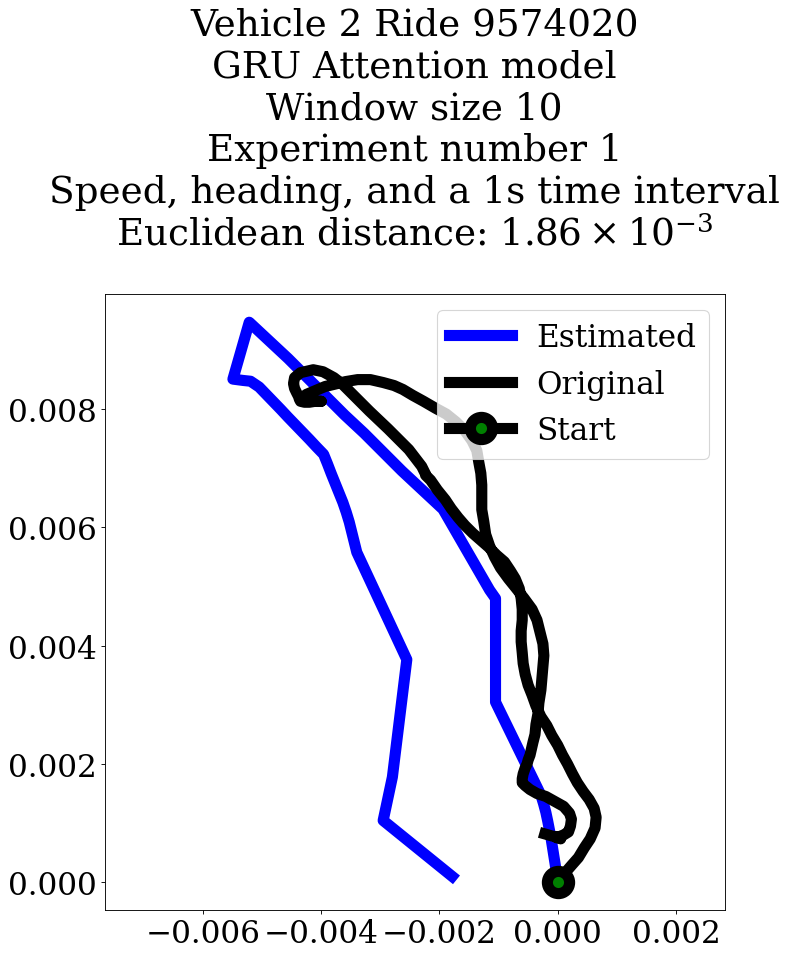 Vehicle 2 Ride 9574020
GRU Attention model
Window size 10
Experiment number 1
Speed, heading, and a 1s time interval
Euclidean distance: 1.86 × 10⁻³
Estimated
Original
Start
0.008
0.006
0.004
0.002
0.000
−0.006 −0.004 −0.002 0.000 0.002